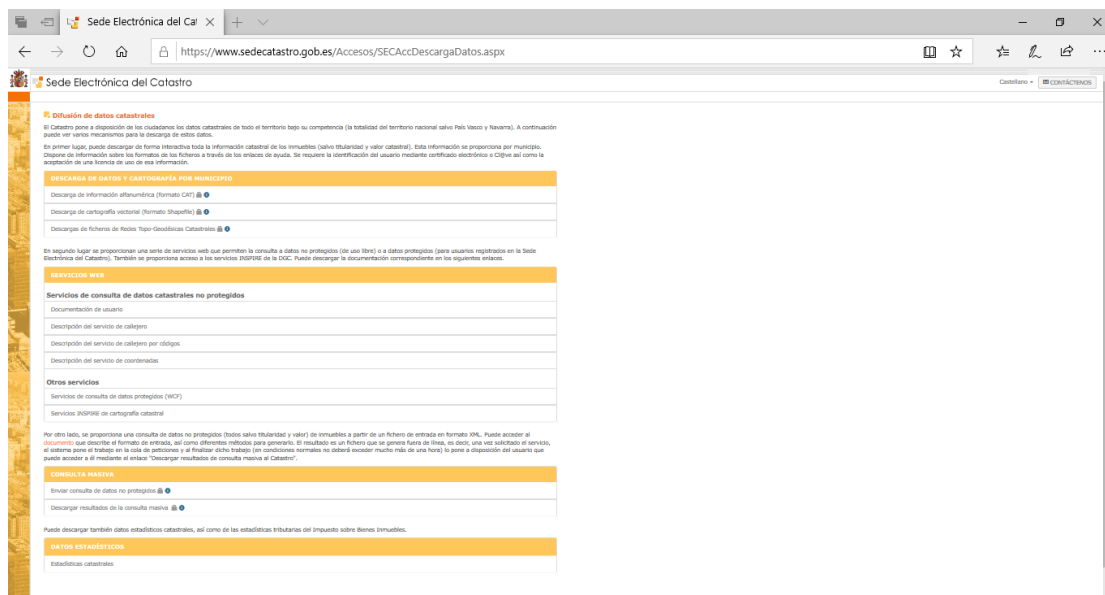 Sede Electrónica del Cat
https://www.sedecatastro.gob.es/Accesos/SECAccDescargaDatos.aspx
Sede Electrónica del Catastro
Castellano
CONTÁCTENOS
Difusión de datos catastrales
El Catastro pone a disposición de los ciudadanos los datos catastrales de todo el territorio bajo su competencia (la totalidad del territorio nacional salvo País Vasco y Navarra). A continuación
puede ver varios mecanismos para la descarga de estos datos.
En primer lugar, puede descargar de forma interactiva toda la información catastral de los inmuebles (salvo titularidad y valor catastral). Esta información se proporciona por municipio.
Dispone de información sobre los formatos de los ficheros a través de los enlaces de ayuda. Se requiere la identificación del usuario mediante certificado electrónico o Cl@ve así como la
aceptación de una licencia de uso de esa información.
DESCARGA DE DATOS Y CARTOGRAFÍA POR MUNICIPIO
Descarga de información alfanumérica (formato CAT)
Descarga de cartografía vectorial (formato Shapefile)
Descargas de ficheros de Redes Topo-Geodésicas Catastrales
En segundo lugar se proporcionan una serie de servicios web que permiten la consulta a datos no protegidos (de uso libre) o a datos protegidos (para usuarios registrados en la Sede
Electrónica del Catastro). También se proporciona acceso a los servicios INSPIRE de la DGC. Puede descargar la documentación correspondiente en los siguientes enlaces.
SERVICIOS WEB
Servicios de consulta de datos catastrales no protegidos
Documentación de usuario
Descripción del servicio de callejero
Descripción del servicio de callejero por códigos
Descripción del servicio de coordenadas
Otros servicios
Servicios de consulta de datos protegidos (WCF)
Servicios INSPIRE de cartografía catastral
Por otro lado, se proporciona una consulta de datos no protegidos (todos salvo titularidad y valor) de inmuebles a partir de un fichero de entrada en formato XML. Puede acceder al
documento que describe el formato de entrada, así como diferentes métodos para generarlo. El resultado es un fichero que se genera fuera de línea, es decir, una vez solicitado el servicio,
el sistema pone el trabajo en la cola de peticiones y al finalizar dicho trabajo (en condiciones normales no deberá exceder mucho más de una hora) lo pone a disposición del usuario que
puede acceder a él mediante el enlace "Descargar resultados de consulta masiva al Catastro".
CONSULTA MASIVA
Enviar consulta de datos no protegidos
Descargar resultados de la consulta masiva
Puede descargar también datos estadísticos catastrales, así como de las estadísticas tributarias del Impuesto sobre Bienes Inmuebles.
DATOS ESTADÍSTICOS
Estadísticas catastrales